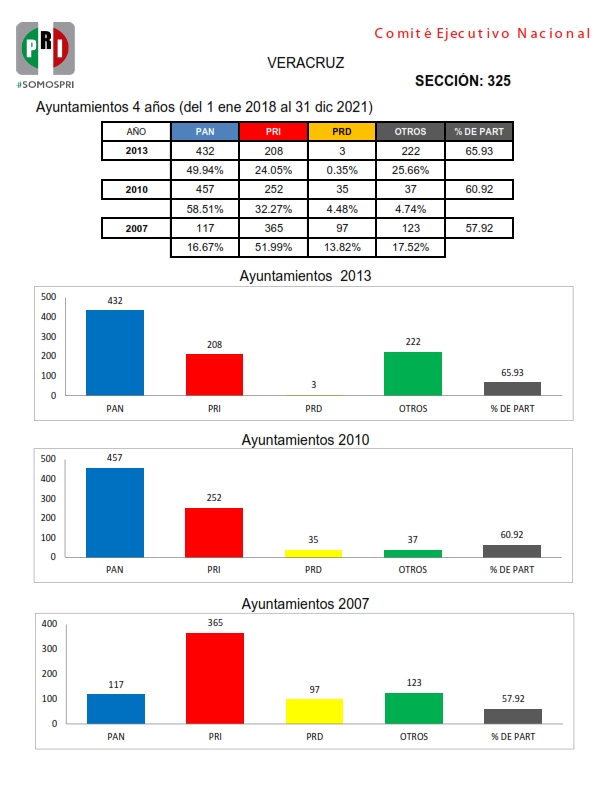 Comité Ejecutivo Nacional
PRI
#SOMOSPRI
VERACRUZ
SECCIÓN: 325
Ayuntamientos 4 años (del 1 ene 2018 al 31 dic 2021)
AÑO PAN PRI PRD OTROS % DE PART
2013 432 208 3 222 65.93
49.94% 24.05% 0.35% 25.66%
2010 457 252 35 37 60.92
58.51% 32.27% 4.48% 4.74%
2007 117 365 97 123 57.92
16.67% 51.99% 13.82% 17.52%
Ayuntamientos 2013
500
400
300
200
100
0
432 208 3 222 65.93
PAN PRI PRD OTROS % DE PART
Ayuntamientos 2010
500
400
300
200
100
0
457 252 35 37 60.92
PAN PRI PRD OTROS % DE PART
Ayuntamientos 2007
400
300
200
100
0
117 365 97 123 57.92
PAN PRI PRD OTROS % DE PART